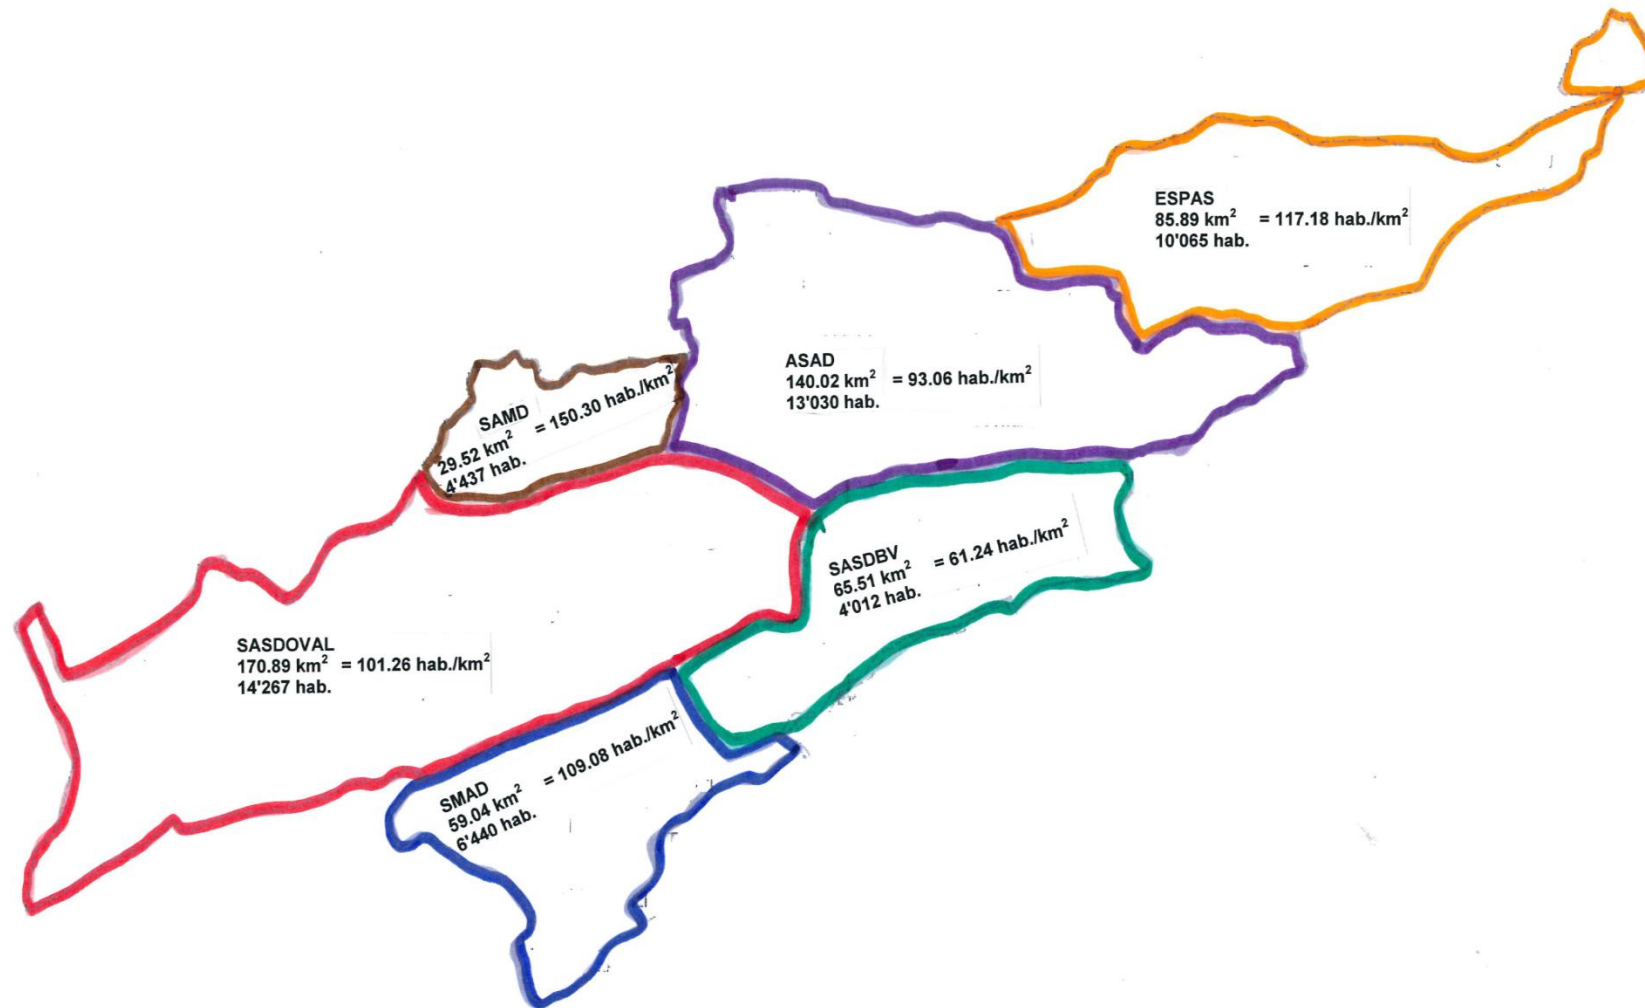 ESPAS
85.89 km² = 117.18 hab./km²
10'065 hab.
ASAD
140.02 km² = 93.06 hab./km²
13'030 hab.
SAMD
29.52 km² = 150.30 hab./km²
4'437 hab.
SASDBV
65.51 km² = 61.24 hab./km²
4'012 hab.
SASDOVAL
170.89 km² = 101.26 hab./km²
14'267 hab.
SMAD
59.04 km² = 109.08 hab./km²
6'440 hab.